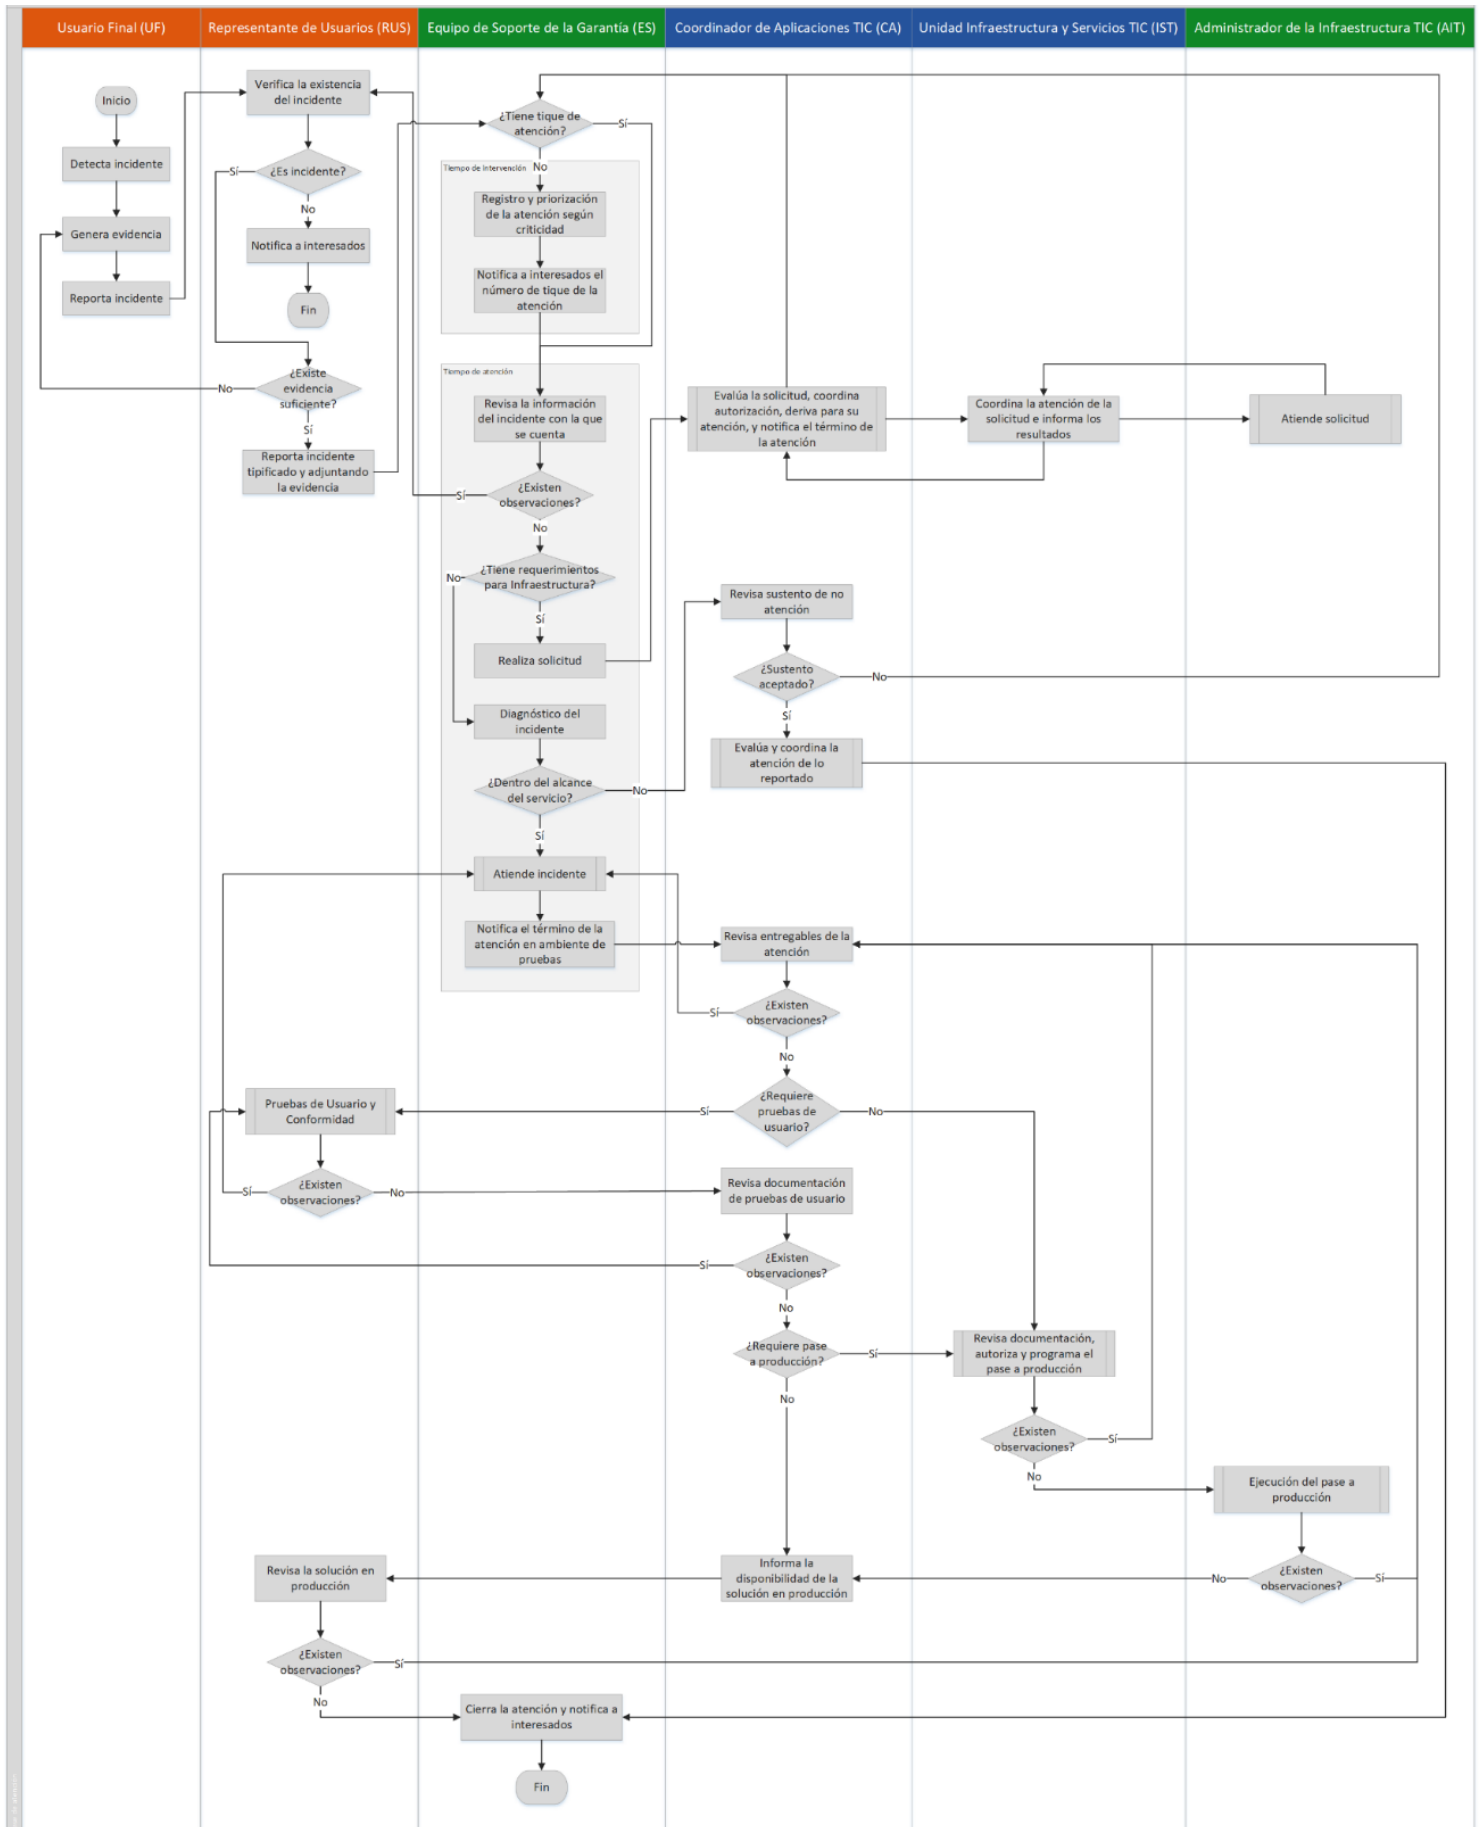 Usuario Final (UF)
Representante de Usuarios (RUS)
Equipo de Soporte de la Garantía (ES)
Coordinador de Aplicaciones TIC (CA)
Unidad Infraestructura y Servicios TIC (IST)
Administrador de la Infraestructura TIC (AIT)
Inicio
Detecta incidente
Genera evidencia
Reporta incidente
Verifica la existencia
del incidente
¿Es incidente?
Sí
No
Notifica a interesados
Fin
¿Existe
evidencia
suficiente?
No
Sí
Reporta incidente
tipificado y adjuntando
la evidencia
¿Tiene tique de
atención?
Sí
No
Tiempo de Intervención
Registro y priorización
de la atención según
criticidad
Notifica a interesados el
número de tique de la
atención
Tiempo de atención
Revisa la información
del incidente con la que
se cuenta
¿Existen
observaciones?
Sí
No
¿Tiene requerimientos
para Infraestructura?
No
Sí
Realiza solicitud
Diagnóstico del
incidente
¿Dentro del alcance
del servicio?
No
Sí
Atiende incidente
Notifica el término de la
atención en ambiente de
pruebas
Evalúa la solicitud, coordina
autorización, deriva para su
atención, y notifica el término de
la atención
Coordina la atención de la
solicitud e informa los
resultados
Atiende solicitud
Revisa sustento de no
atención
¿Sustento
aceptado?
No
Sí
Evalúa y coordina la
atención de lo
reportado
Revisa entregables de la
atención
¿Existen
observaciones?
Sí
No
¿Requiere
pruebas de
usuario?
Sí
No
Pruebas de Usuario y
Conformidad
¿Existen
observaciones?
Sí
No
Revisa documentación
de pruebas de usuario
¿Existen
observaciones?
Sí
No
¿Requiere pase
a producción?
Sí
No
Revisa documentación,
autoriza y programa el
pase a producción
¿Existen
observaciones?
Sí
No
Ejecución del pase a
producción
¿Existen
observaciones?
No
Sí
Informa la
disponibilidad de la
solución en producción
Revisa la solución en
producción
¿Existen
observaciones?
Sí
No
Cierra la atención y notifica a
interesados
Fin